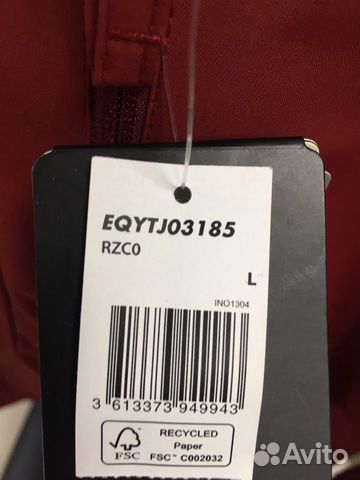 EQYTJ03185
RZC0
L
INO1304
3 613373 949943
FSC
RECYCLED
Paper
FSC™ C002032
Avito